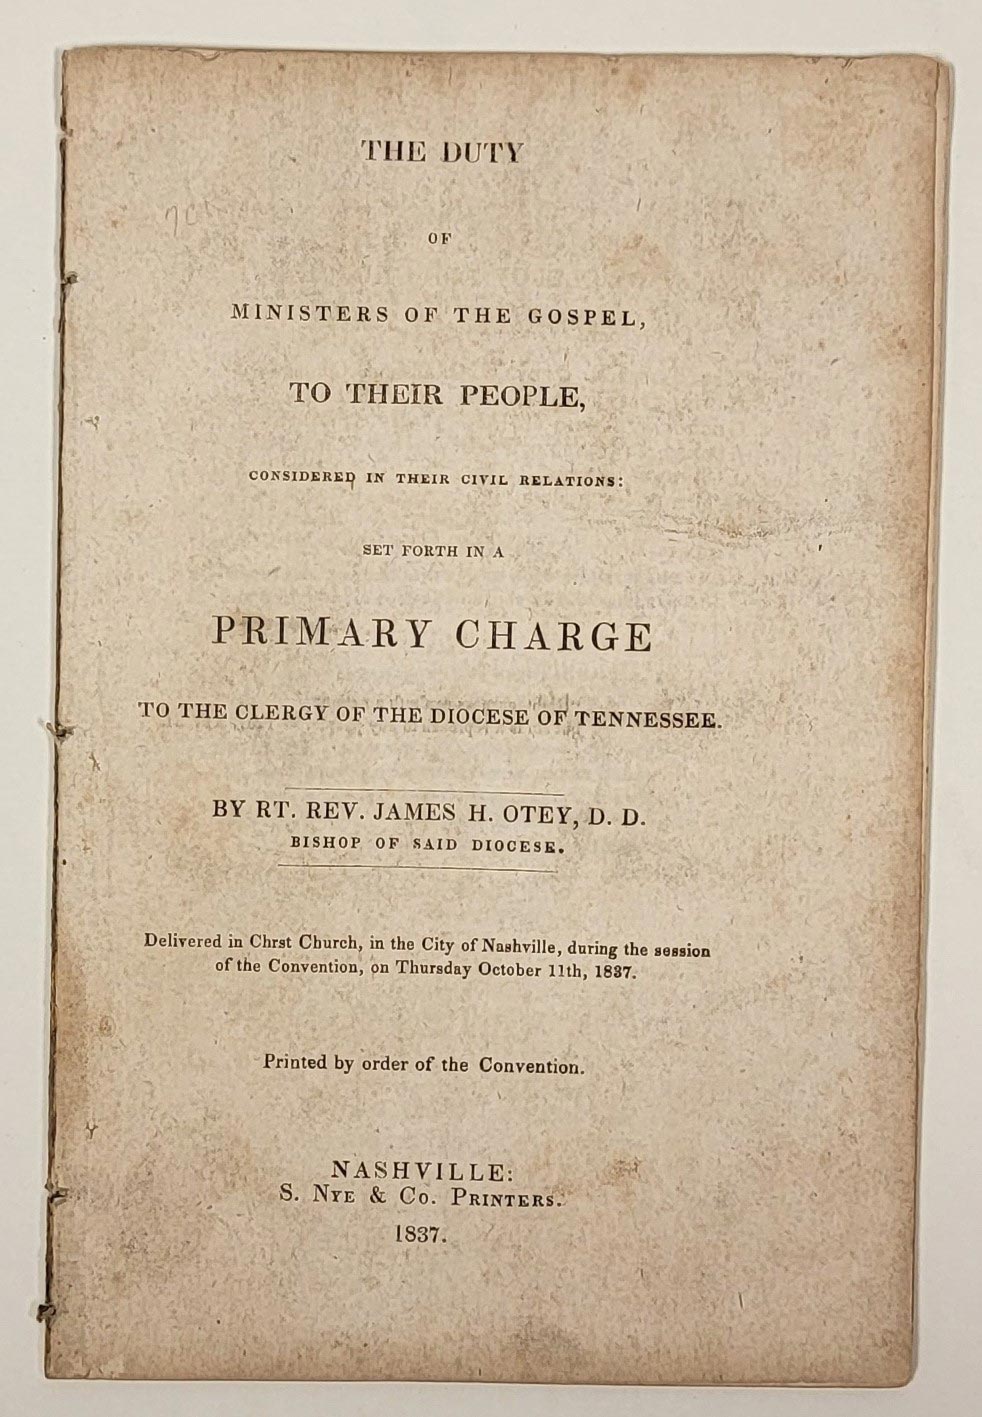 THE DUTY
OF
MINISTERS OF THE GOSPEL,
TO THEIR PEOPLE,
CONSIDERED IN THEIR CIVIL RELATIONS:
SET FORTH IN A
PRIMARY CHARGE
TO THE CLERGY OF THE DIOCESE OF TENNESSEE.
BY RT. REV. JAMES H. OTEY, D. D.
BISHOP OF SAID DIOCESE.
Delivered in Chrst Church, in the City of Nashville, during the session
of the Convention, on Thursday October 11th, 1837.
Printed by order of the Convention.
NASHVILLE:
S. NYE & CO. PRINTERS.
1837.